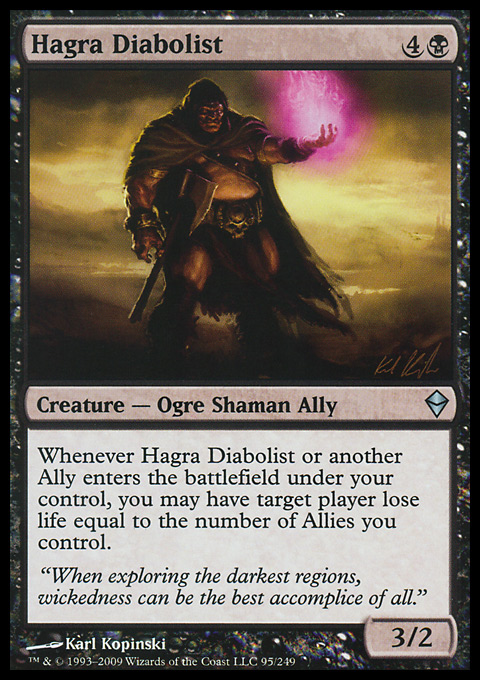 Hagra Diabolist 4
Creature — Ogre Shaman Ally
Whenever Hagra Diabolist or another
Ally enters the battlefield under your
control, you may have target player lose
life equal to the number of Allies you
control.
“When exploring the darkest regions,
wickedness can be the best accomplice of all.”
Karl Kopinski
3/2
™ & © 1993–2009 Wizards of the Coast LLC 95/249